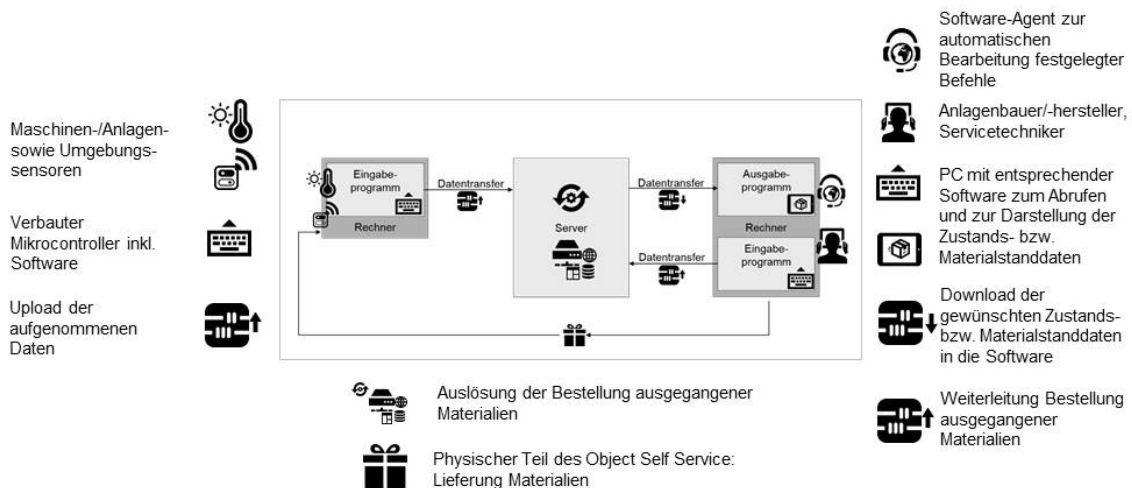 Maschinen-/Anlagen-
sowie Umgebungs-
sensoren
Verbauter
Mikrocontroller inkl.
Software
Upload der
aufgenommenen
Daten
Eingabe-
programm
Rechner
Datentransfer
Server
Datentransfer
Datentransfer
Ausgabe-
programm
Rechner
Eingabe-
programm
Software-Agent zur
automatischen
Bearbeitung festgelegter
Befehle
Anlagenbauer/-hersteller,
Servicetechniker
PC mit entsprechender
Software zum Abrufen
und zur Darstellung der
Zustands- bzw.
Materialstanddaten
Download der
gewünschten Zustands-
bzw. Materialstanddaten
in die Software
Weiterleitung Bestellung
ausgegangener
Materialien
Auslösung der Bestellung ausgegangener
Materialien
Physischer Teil des Object Self Service:
Lieferung Materialien